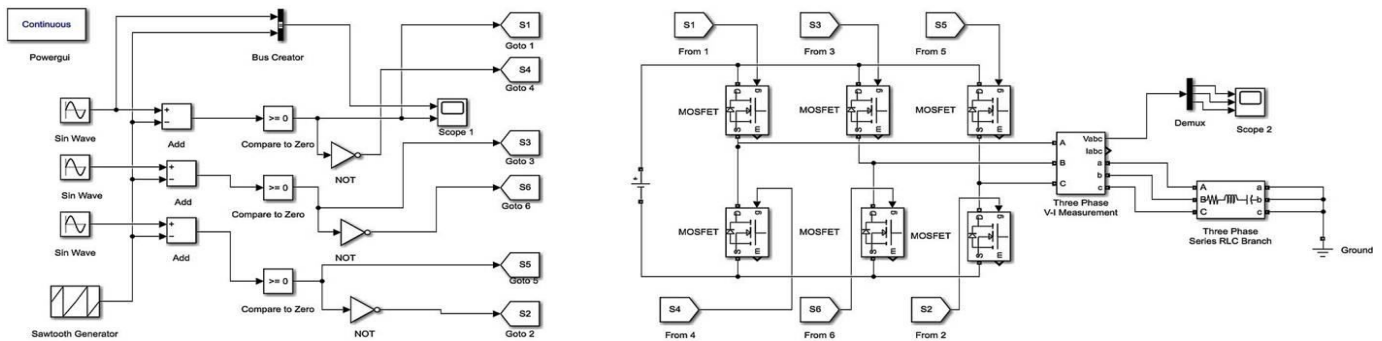 Continuous
Powergui
Bus Creator
S1
Goto 1
S4
Goto 4
Sin Wave
+
−
Add
>= 0
Compare to Zero
NOT
Scope 1
S3
Goto 3
Sin Wave
+
−
Add
>= 0
Compare to Zero
NOT
S6
Goto 6
Sin Wave
+
−
Add
>= 0
Compare to Zero
NOT
S5
Goto 5
S2
Goto 2
Sawtooth Generator
S1
From 1
S3
From 3
S5
From 5
D
g
S
m
MOSFET
D
g
S
m
MOSFET
D
g
S
m
MOSFET
+
D
g
S
m
MOSFET
D
g
S
m
MOSFET
D
g
S
m
MOSFET
S4
From 4
S6
From 6
S2
From 2
Vabc
Iabc
A
B
C
a
b
c
Three Phase
V-I Measurement
Demux
Scope 2
A
B
C
a
b
c
Three Phase
Series RLC Branch
Ground